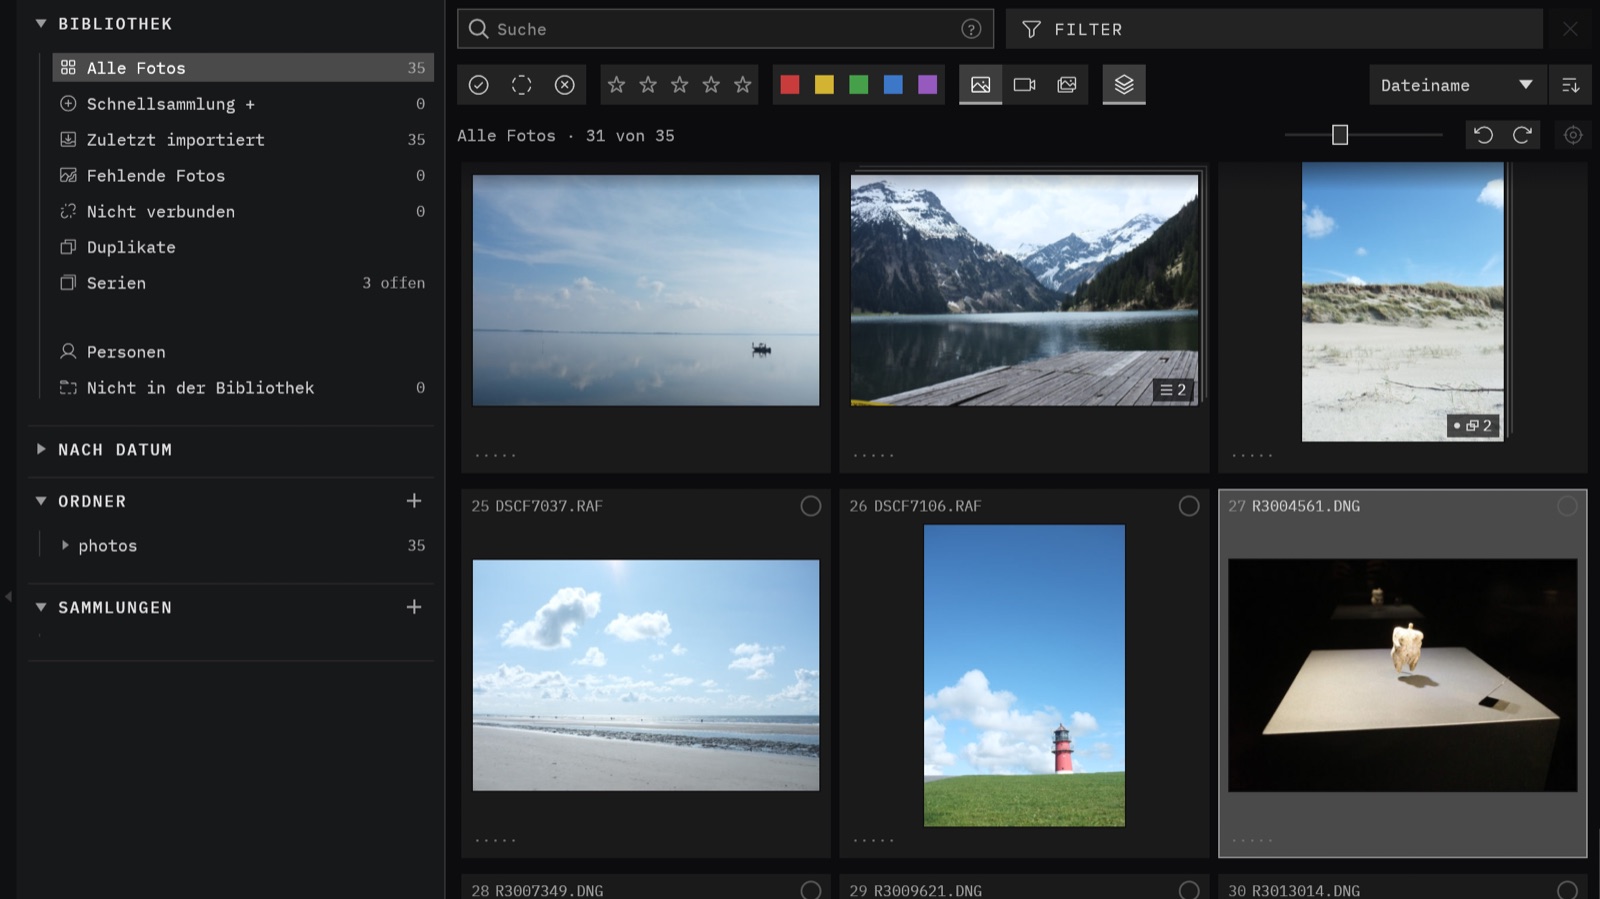 BIBLIOTHEK
Alle Fotos 35
Schnellsammlung + 0
Zuletzt importiert 35
Fehlende Fotos 0
Nicht verbunden 0
Duplikate
Serien 3 offen
Personen
Nicht in der Bibliothek 0
NACH DATUM
ORDNER +
photos 35
SAMMLUNGEN +
Suche ?
FILTER
Dateiname
Alle Fotos · 31 von 35
2
2
25 DSCF7037.RAF
26 DSCF7106.RAF
27 R3004561.DNG
28 R3007349.DNG
29 R3009621.DNG
30 R3013014.DNG